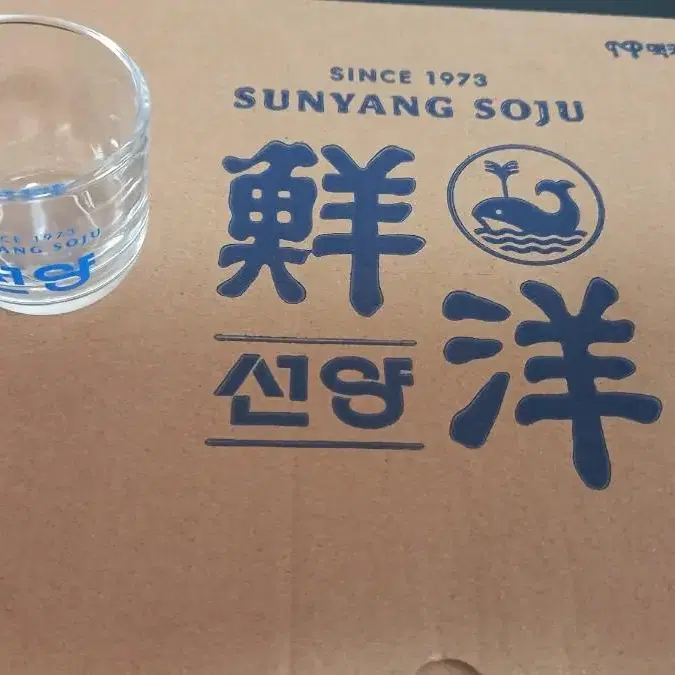 SINCE 1973
SUNYANG SOJU
鮮
洋
선양
CE 1973
ANG SOJU
선양